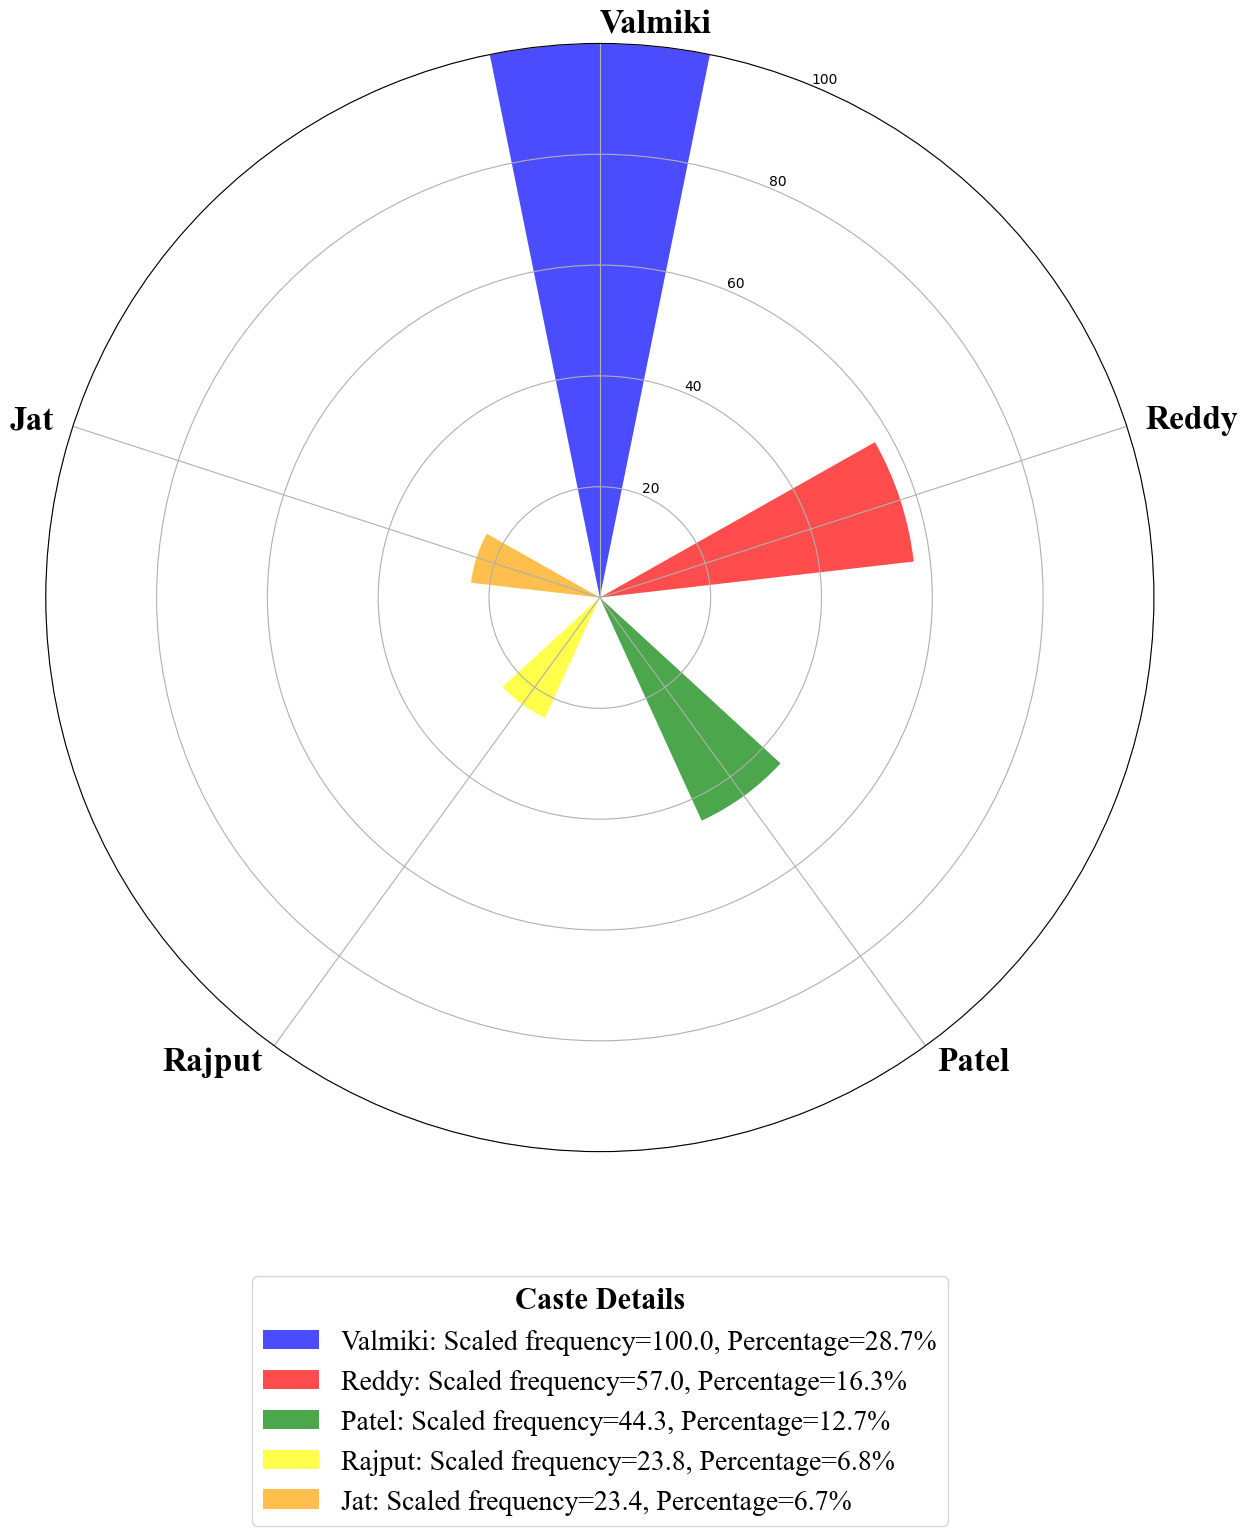 Valmiki
100
80
60
40
20
Jat
Reddy
Rajput
Patel
Caste Details
Valmiki: Scaled frequency=100.0, Percentage=28.7%
Reddy: Scaled frequency=57.0, Percentage=16.3%
Patel: Scaled frequency=44.3, Percentage=12.7%
Rajput: Scaled frequency=23.8, Percentage=6.8%
Jat: Scaled frequency=23.4, Percentage=6.7%